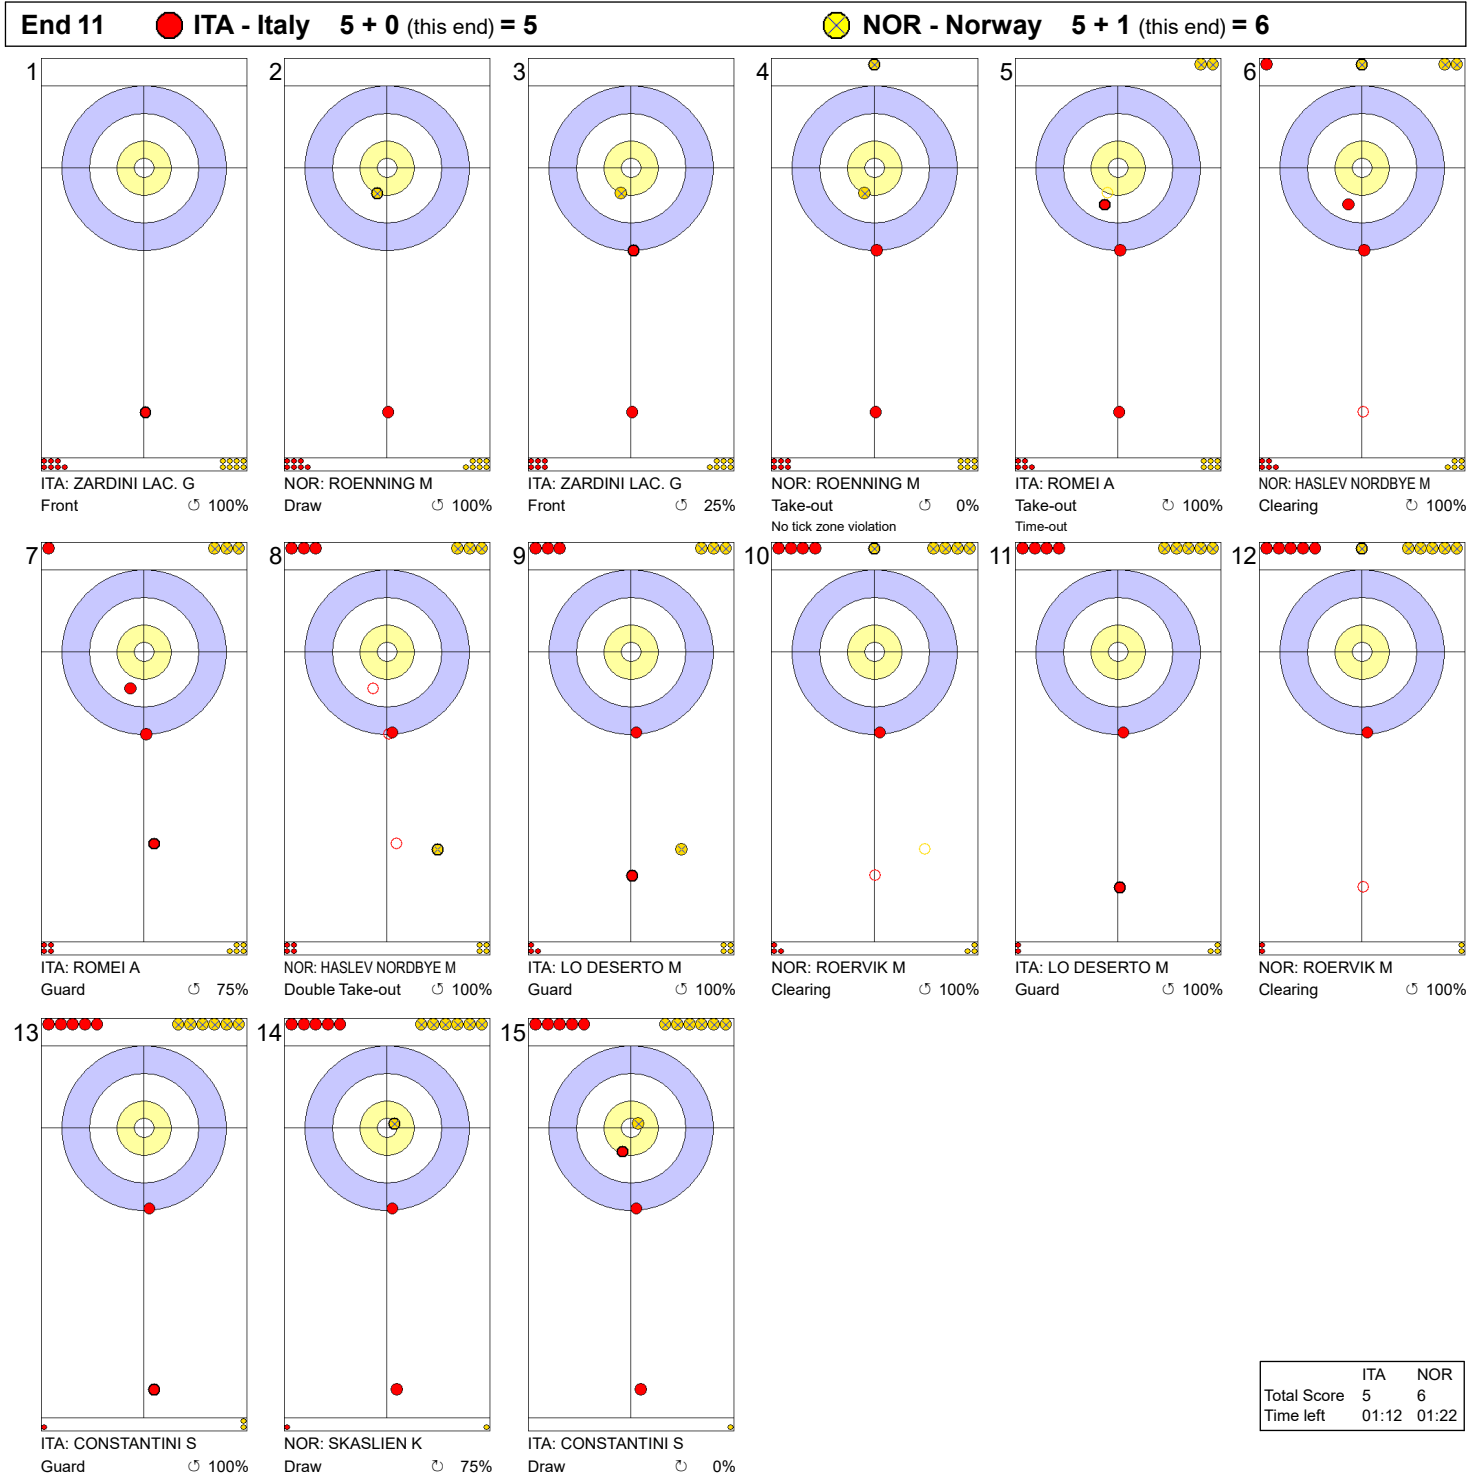 End 11 ITA - Italy 5 + 0 (this end) = 5 NOR - Norway 5 + 1 (this end) = 6
1 2 3 4 5 6
ITA: ZARDINI LAC. G NOR: ROENNING M ITA: ZARDINI LAC. G NOR: ROENNING M ITA: ROMEI A NOR: HASLEV NORDBYE M
Front ↺ 100% Draw ↺ 100% Front ↺ 25% Take-out ↺ 0% Take-out ↻ 100% Clearing ↻ 100%
No tick zone violation Time-out
7 8 9 10 11 12
ITA: ROMEI A NOR: HASLEV NORDBYE M ITA: LO DESERTO M NOR: ROERVIK M ITA: LO DESERTO M NOR: ROERVIK M
Guard ↺ 75% Double Take-out ↺ 100% Guard ↺ 100% Clearing ↺ 100% Guard ↺ 100% Clearing ↺ 100%
13 14 15
ITA: CONSTANTINI S NOR: SKASLIEN K ITA: CONSTANTINI S
Guard ↺ 100% Draw ↻ 75% Draw ↻ 0%
ITA NOR
Total Score 5 6
Time left 01:12 01:22